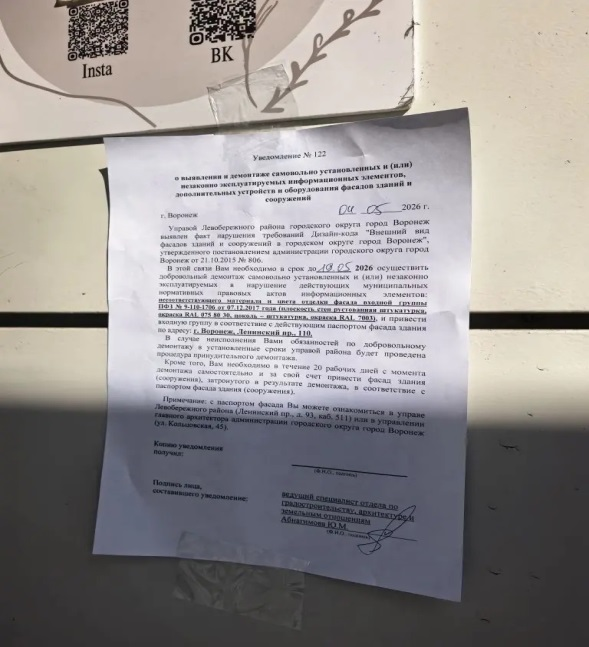 Insta
ВК
Уведомление № 122
о выявлении и демонтаже самовольно установленных и (или)
незаконно эксплуатируемых информационных элементов,
дополнительных устройств и оборудования фасадов зданий и
сооружений
г. Воронеж
04 05 2026 г.
Управой Левобережного района городского округа город Воронеж
выявлен факт нарушения требований Дизайн-кода "Внешний вид
фасадов зданий и сооружений в городском округе город Воронеж",
утвержденного постановлением администрации городского округа город
Воронеж от 21.10.2015 № 806.
В этой связи Вам необходимо в срок до 19.05 2026 осуществить
добровольный демонтаж самовольно установленных и (или) незаконно
эксплуатируемых в нарушение действующих муниципальных
нормативных правовых актов информационных элементов:
несоответствующего материала и цвета отделки фасада входной группы
(ПФЗ № 9-110-1706 от 07.12.2017 года (плоскость стен рустованная штукатурка,
окраска RAL 075 80 30, цоколь – штукатурка, окраска RAL 7003), и привести
входную группу в соответствие с действующим паспортом фасада здания
по адресу: г. Воронеж, Ленинский пр., 110.
В случае неисполнения Вами обязанности по добровольному
демонтажу в установленные сроки управой района будет проведена
процедура принудительного демонтажа.
Кроме того, Вам необходимо в течение 20 рабочих дней с момента
демонтажа самостоятельно и за свой счет привести фасад здания
(сооружения), затронутого в результате демонтажа, в соответствие с
паспортом фасада здания (сооружения).
Примечание: с паспортом фасада Вы можете ознакомиться в управе
Левобережного района (Ленинский пр., д. 93, каб. 511) или в управлении
главного архитектора администрации городского округа город Воронеж
(ул. Кольцовская, 45).
Копию уведомления
получил:
(Ф.И.О., подпись)
Подпись лица,
составившего уведомление:
ведущий специалист отдела по
градостроительству, архитектуре и
земельным отношениям
Ю.М.
(Ф.И.О., подпись)